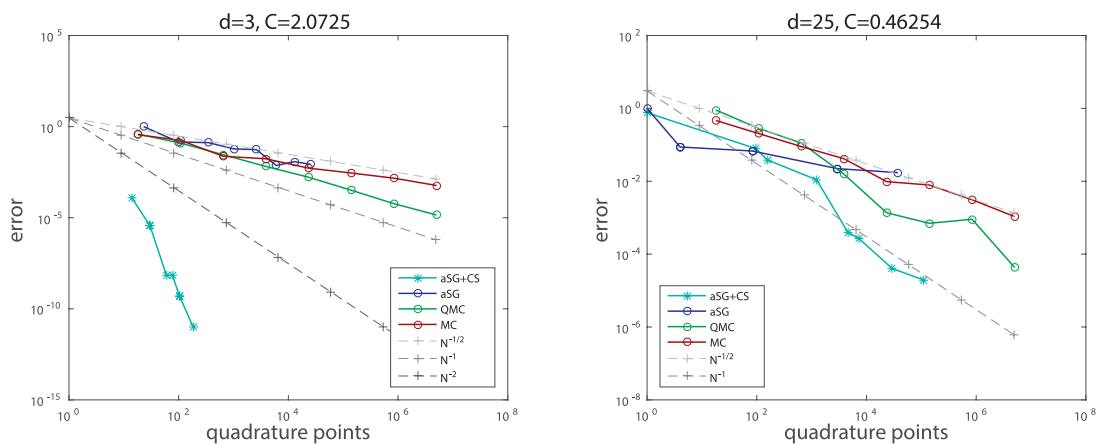 d=3, C=2.0725
10 5
10 0
10 -5
10 -10
10 -15
error
10 0
10 2
10 4
10 6
10 8
quadrature points
aSG+CS
aSG
QMC
MC
N-1/2
N-1
N-2
d=25, C=0.46254
10 2
10 0
10 -2
10 -4
10 -6
10 -8
error
10 0
10 2
10 4
10 6
10 8
quadrature points
aSG+CS
aSG
QMC
MC
N-1/2
N-1